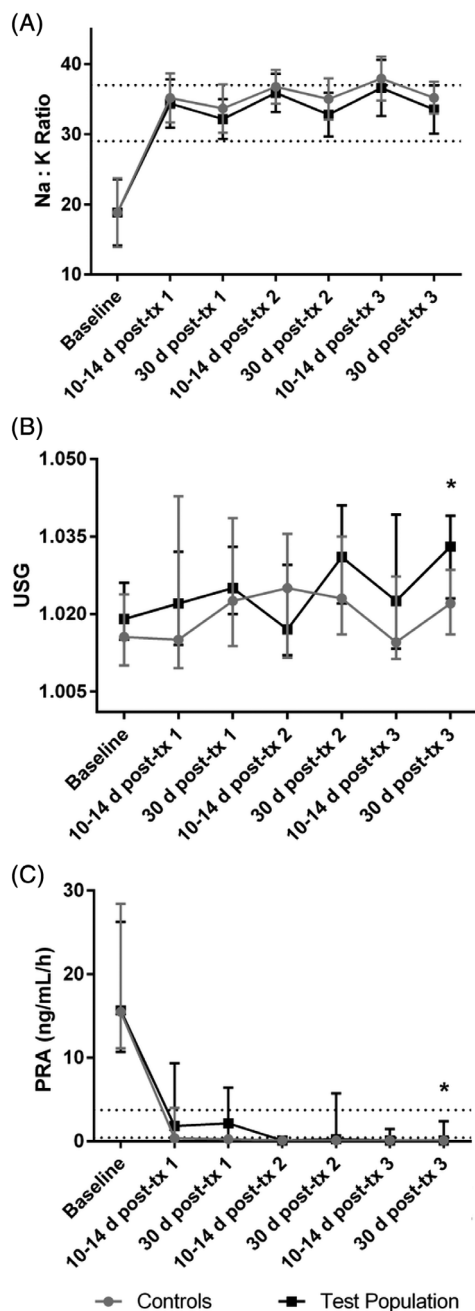 (A)
40
30
20
10
Na : K Ratio
Baseline
10-14 d post-tx 1
30 d post-tx 1
10-14 d post-tx 2
30 d post-tx 2
10-14 d post-tx 3
30 d post-tx 3
(B)
1.050
1.035
1.020
1.005
USG
*
Baseline
10-14 d post-tx 1
30 d post-tx 1
10-14 d post-tx 2
30 d post-tx 2
10-14 d post-tx 3
30 d post-tx 3
(C)
30
20
10
0
PRA (ng/mL/h)
*
Baseline
10-14 d post-tx 1
30 d post-tx 1
10-14 d post-tx 2
30 d post-tx 2
10-14 d post-tx 3
30 d post-tx 3
Controls Test Population